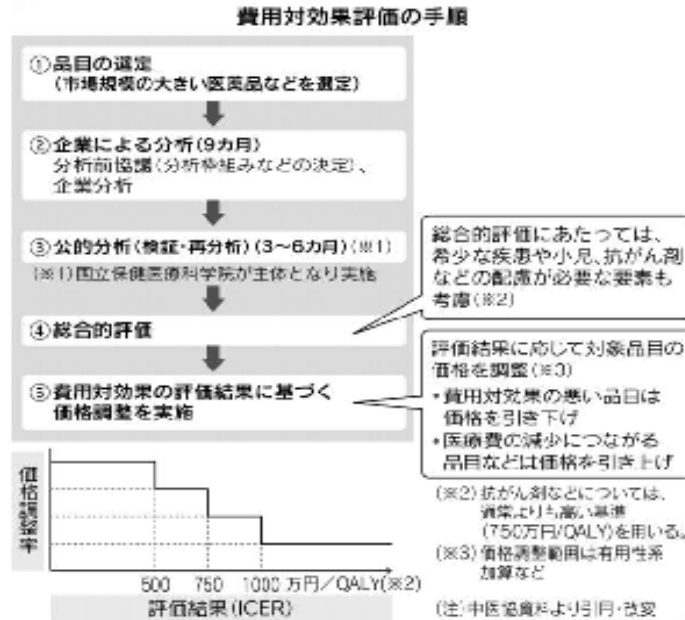 費用対効果評価の手順
①品目の選定
(市場規模の大きい医薬品などを選定)
②企業による分析(9カ月)
分析前協議(分析枠組みなどの決定)、
企業分析
③公的分析(検証・再分析)(3〜6カ月)(※1)
(※1)国立保健医療科学院が主体となり実施
④総合的評価
⑤費用対効果の評価結果に基づく
価格調整を実施
総合的評価にあたっては、
希少な疾患や小児、抗がん剤
などの配慮が必要な要素も
考慮(※2)
評価結果に応じて対象品目の
価格を調整(※3)
・費用対効果の悪い品目は
価格を引き下げ
・医療費の減少につながる
品目などは価格を引き上げ
価格調整率
500 750 1000 万円/QALY(※2)
評価結果(ICER)
(※2)抗がん剤などについては、
通常よりも高い基準
(750万円/QALY)を用いる。
(※3)価格調整範囲は有用性系
加算など
(注)中医協資料より引用・改変